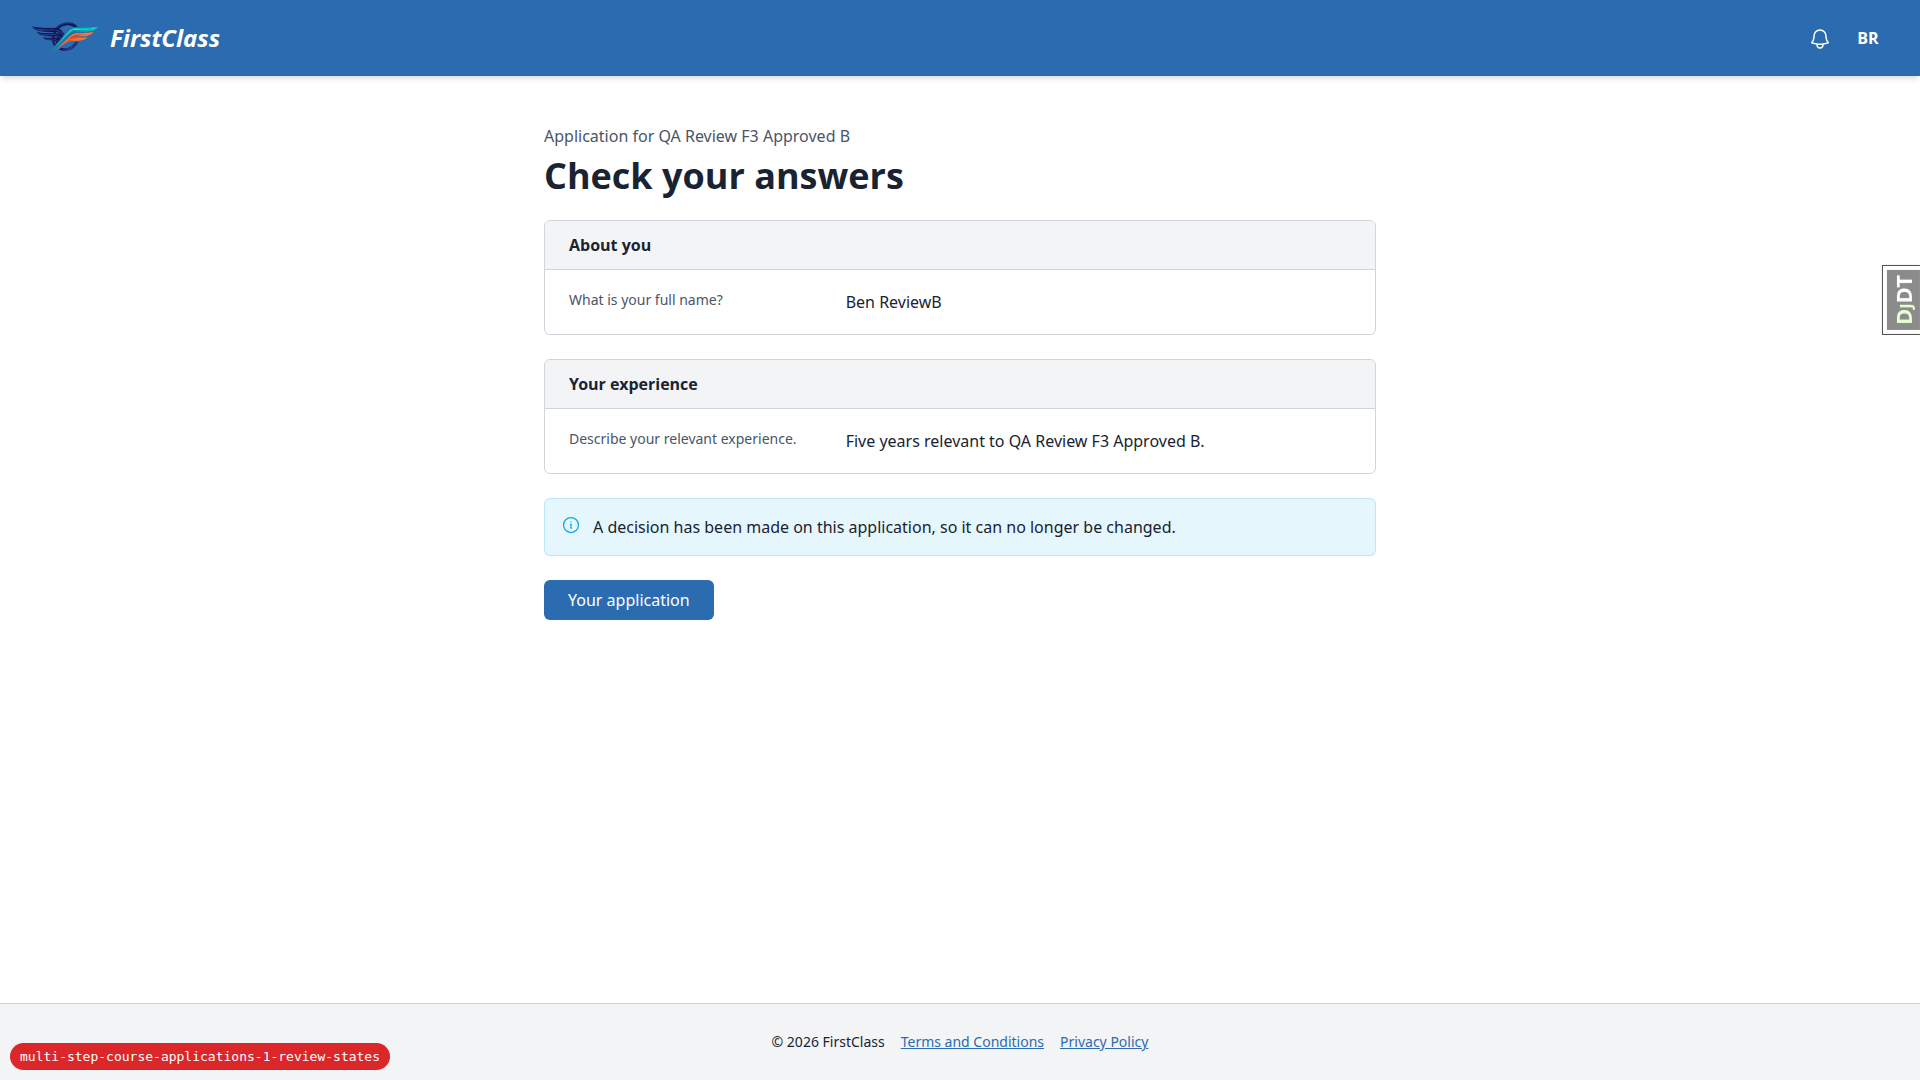 FirstClass
BR
Application for QA Review F3 Approved B
Check your answers
About you
What is your full name?
Ben ReviewB
Your experience
Describe your relevant experience.
Five years relevant to QA Review F3 Approved B.
A decision has been made on this application, so it can no longer be changed.
Your application
DJDT
© 2026 FirstClass Terms and Conditions Privacy Policy
multi-step-course-applications-1-review-states